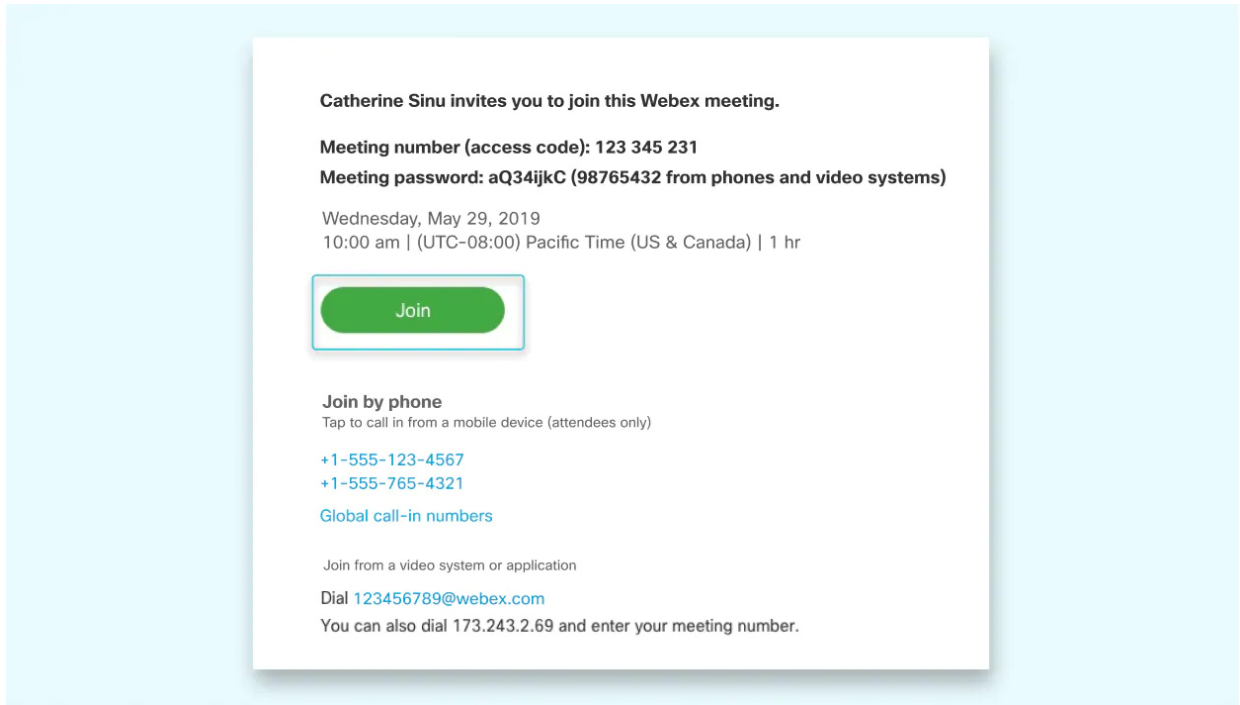 Catherine Sinu invites you to join this Webex meeting.
Meeting number (access code): 123 345 231
Meeting password: aQ34ijkC (98765432 from phones and video systems)
Wednesday, May 29, 2019
10:00 am | (UTC-08:00) Pacific Time (US & Canada) | 1 hr
Join
Join by phone
Tap to call in from a mobile device (attendees only)
+1-555-123-4567
+1-555-765-4321
Global call-in numbers
Join from a video system or application
Dial 123456789@webex.com
You can also dial 173.243.2.69 and enter your meeting number.